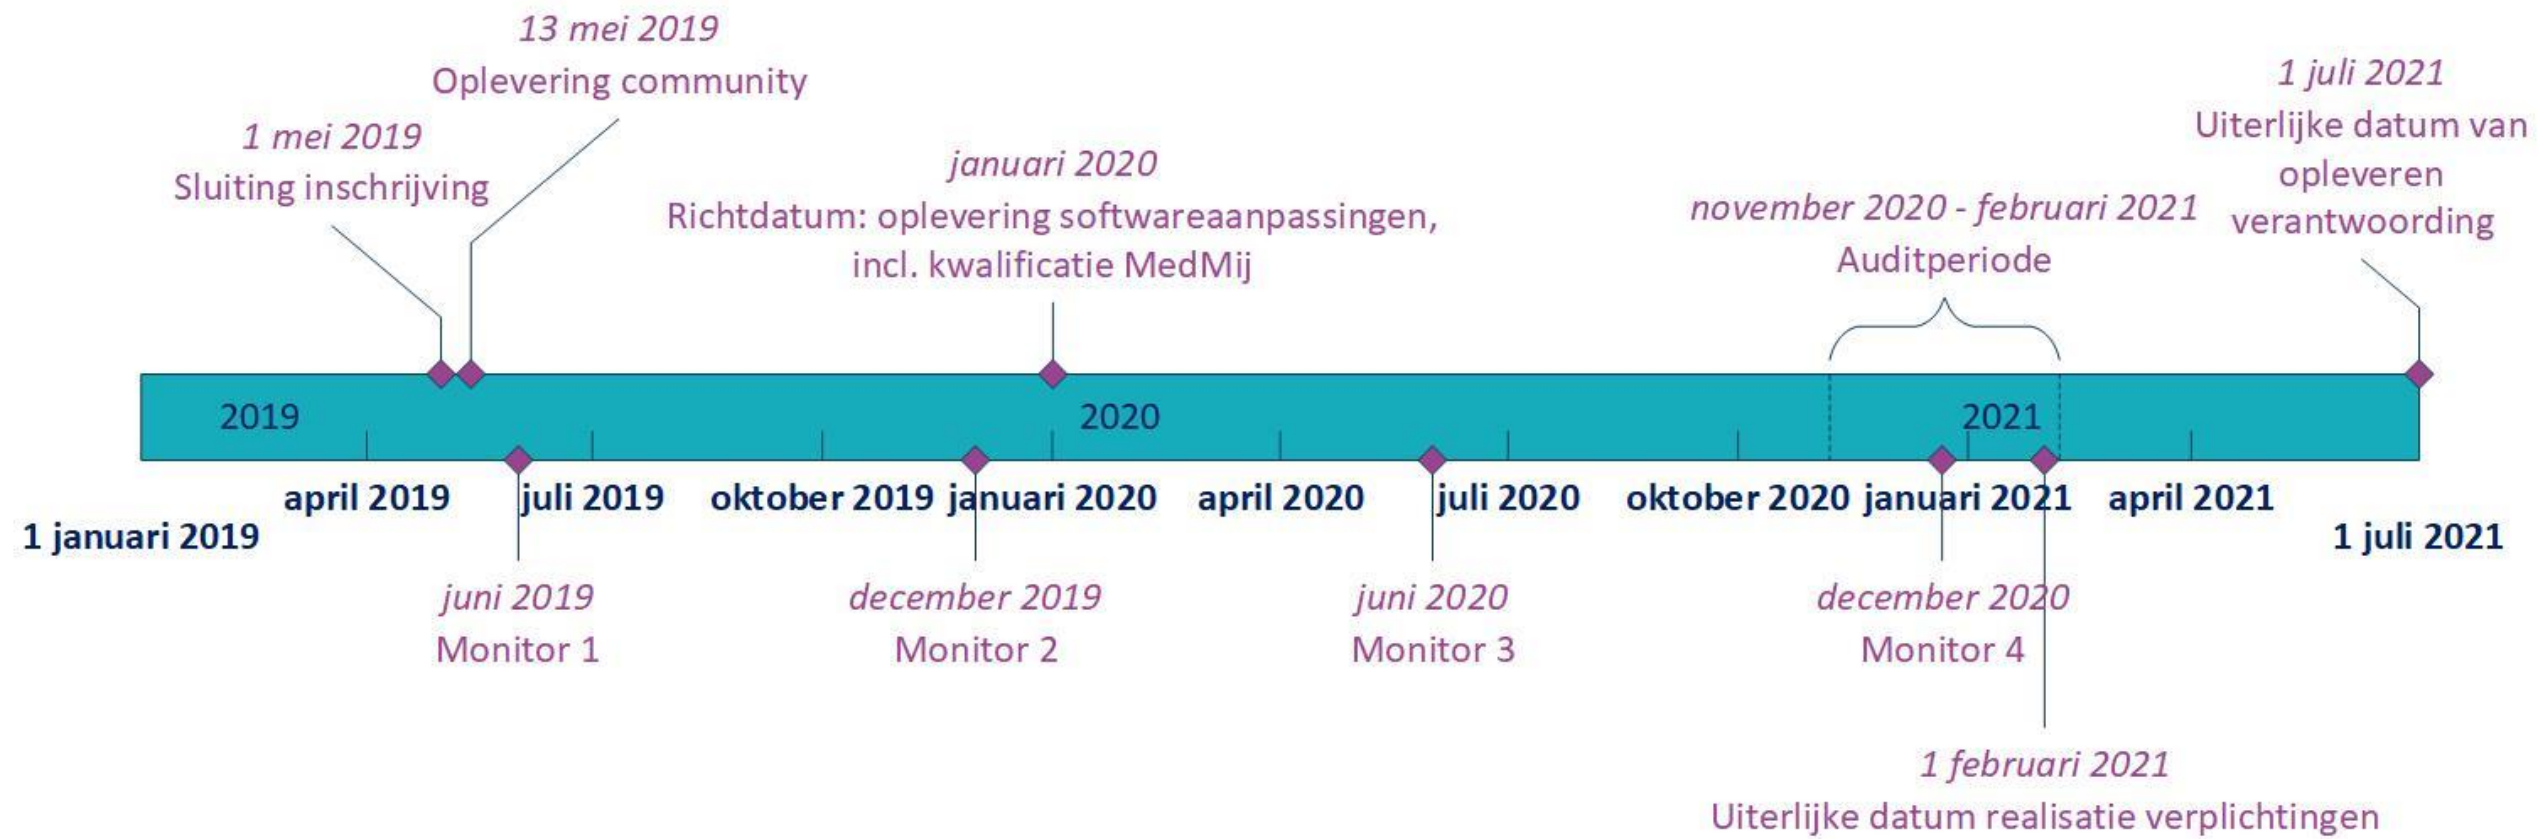 13 mei 2019
Oplevering community
1 mei 2019
Sluiting inschrijving
januari 2020
Richtdatum: oplevering softwareaanpassingen,
incl. kwalificatie MedMij
november 2020 - februari 2021
Auditperiode
1 juli 2021
Uiterlijke datum van
opleveren
verantwoording
2019
2020
2021
1 januari 2019
april 2019
juli 2019
oktober 2019
januari 2020
april 2020
juli 2020
oktober 2020
januari 2021
april 2021
1 juli 2021
juni 2019
Monitor 1
december 2019
Monitor 2
juni 2020
Monitor 3
december 2020
Monitor 4
1 februari 2021
Uiterlijke datum realisatie verplichtingen